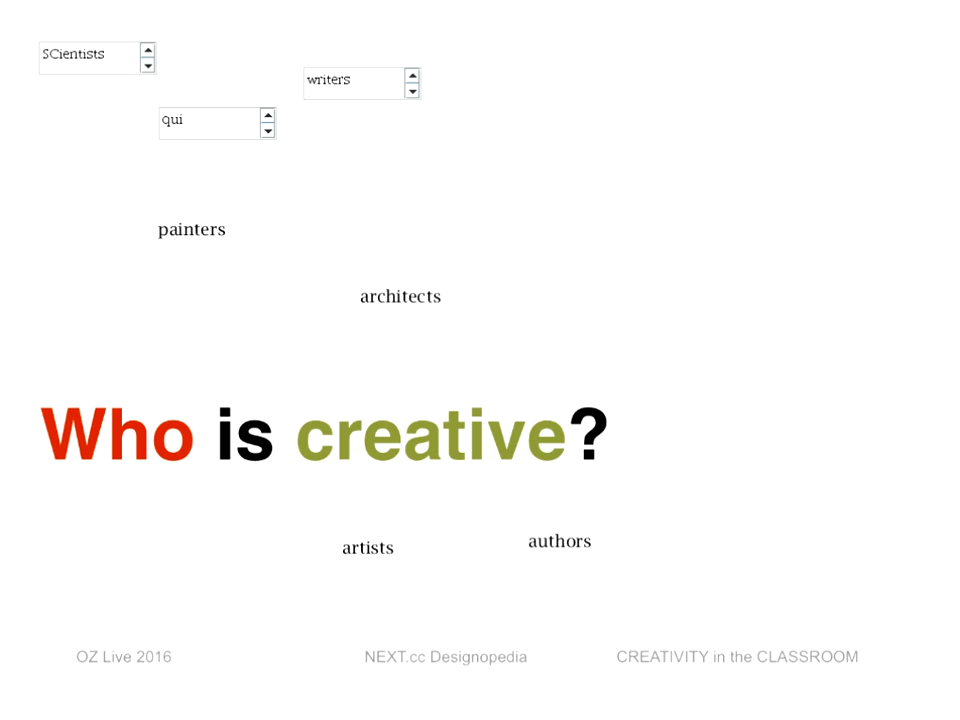 SCientists
writers
qui
painters
architects
Who is creative?
artists
authors
OZ Live 2016
NEXT.cc Designopedia
CREATIVITY in the CLASSROOM